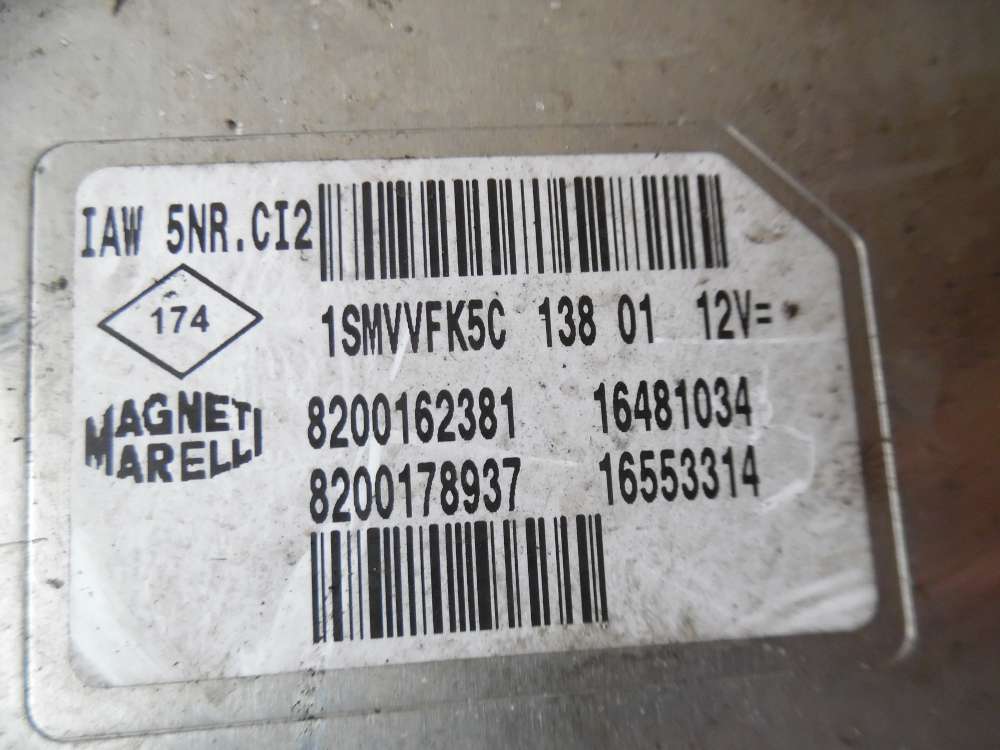 IAW 5NR.CI2
174
1SMVVFK5C 138 01 12V=
MAGNETI
MARELLI
8200162381 16481034
8200178937 16553314